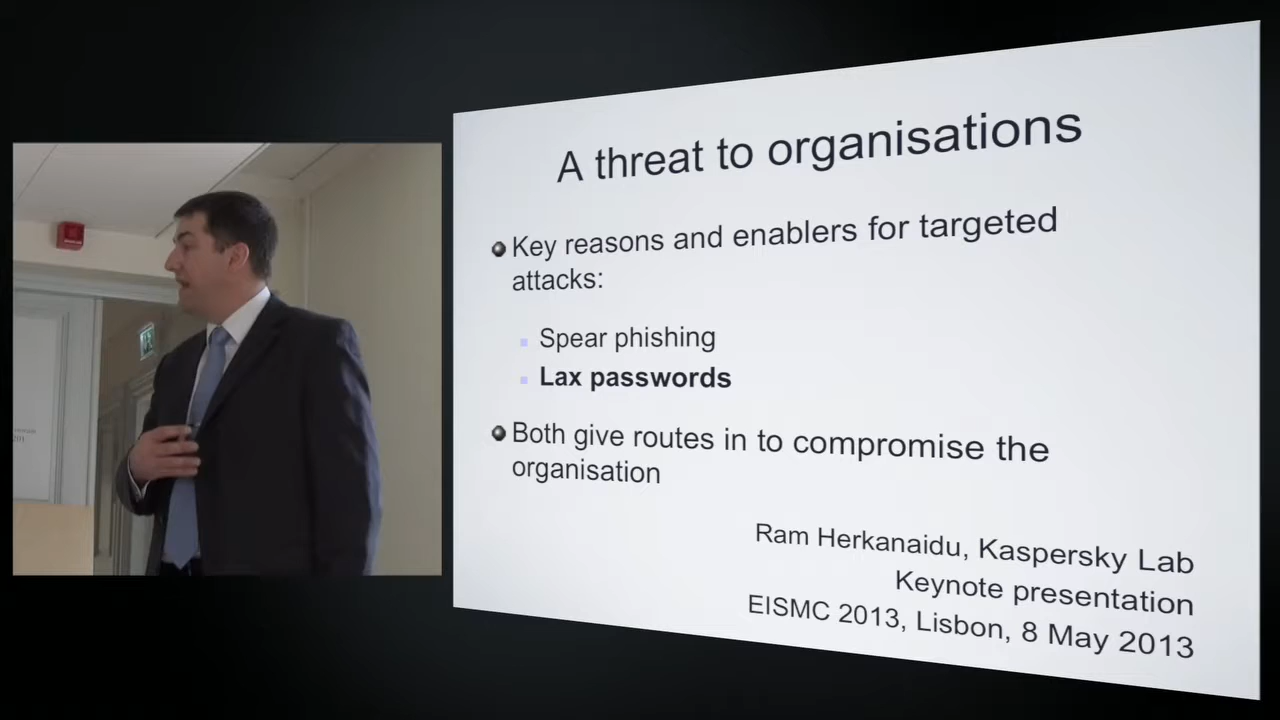 A threat to organisations
Key reasons and enablers for targeted
attacks:
Spear phishing
Lax passwords
Both give routes in to compromise the
organisation
Ram Herkanaidu, Kaspersky Lab
Keynote presentation
EISMC 2013, Lisbon, 8 May 2013